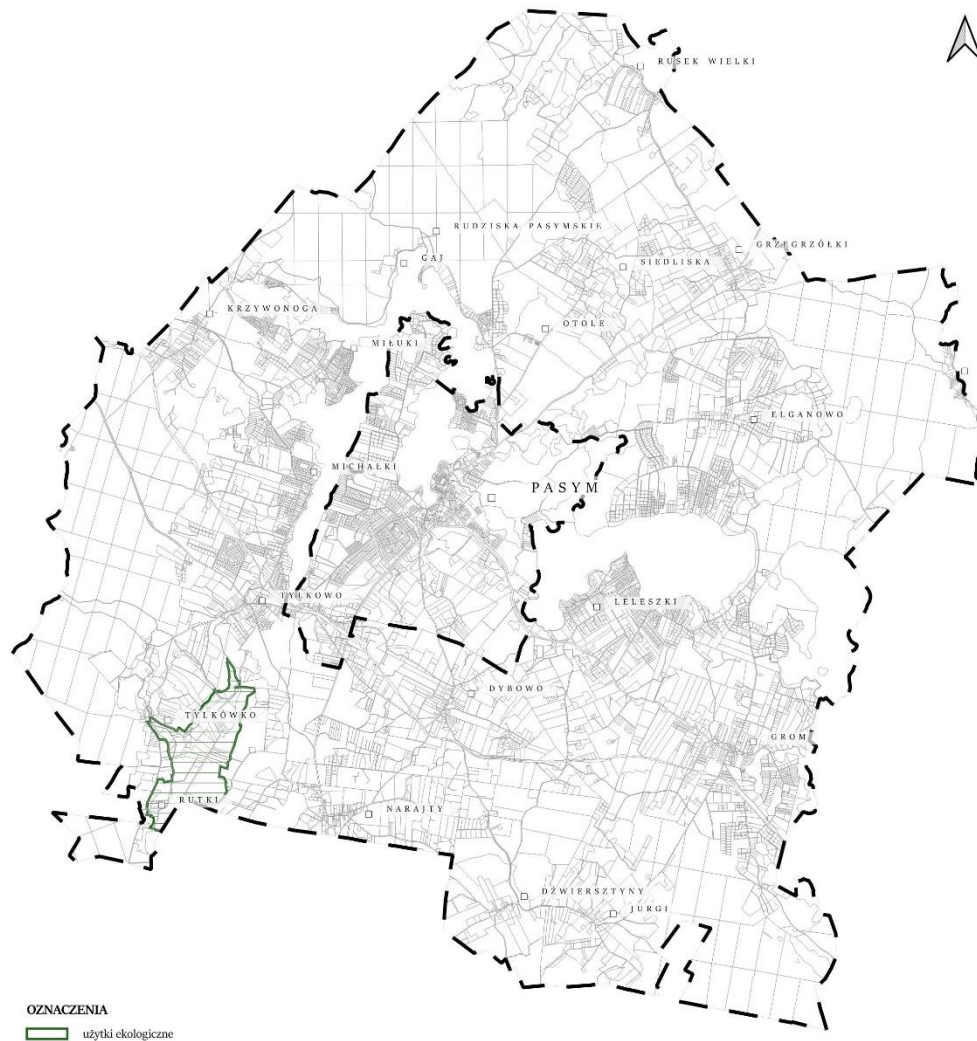 RUSEK WIELKI
RUDZISKA PASYMSKIE
GRZEGRZÓŁKI
GAJ
SIEDLISKA
KRZYWONOGA
OTOLE
MIŁUKI
ELGANOWO
MICHAŁKI
PASYM
TYLKOWO
LELESZKI
DYBOWO
TYLKÓWKO
GROM
RUTKI
NARAJTY
DŹWIERSZTYNY
JURGI
OZNACZENIA
użytki ekologiczne